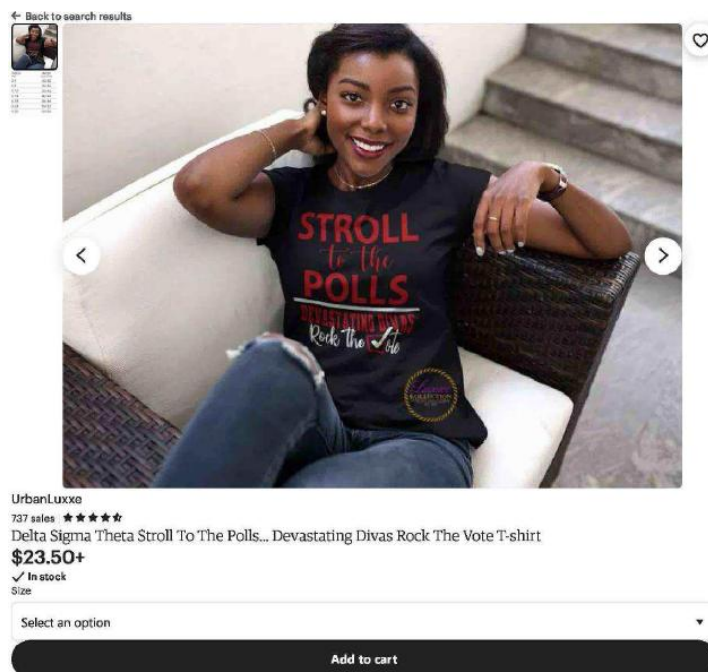 ← Back to search results
STROLL
to the
POLLS
DEVASTATING DIVAS
Rock the Vote
UrbanLuxxe
737 sales
Delta Sigma Theta Stroll To The Polls... Devastating Divas Rock The Vote T-shirt
$23.50+
✓ In stock
Size
Select an option
Add to cart